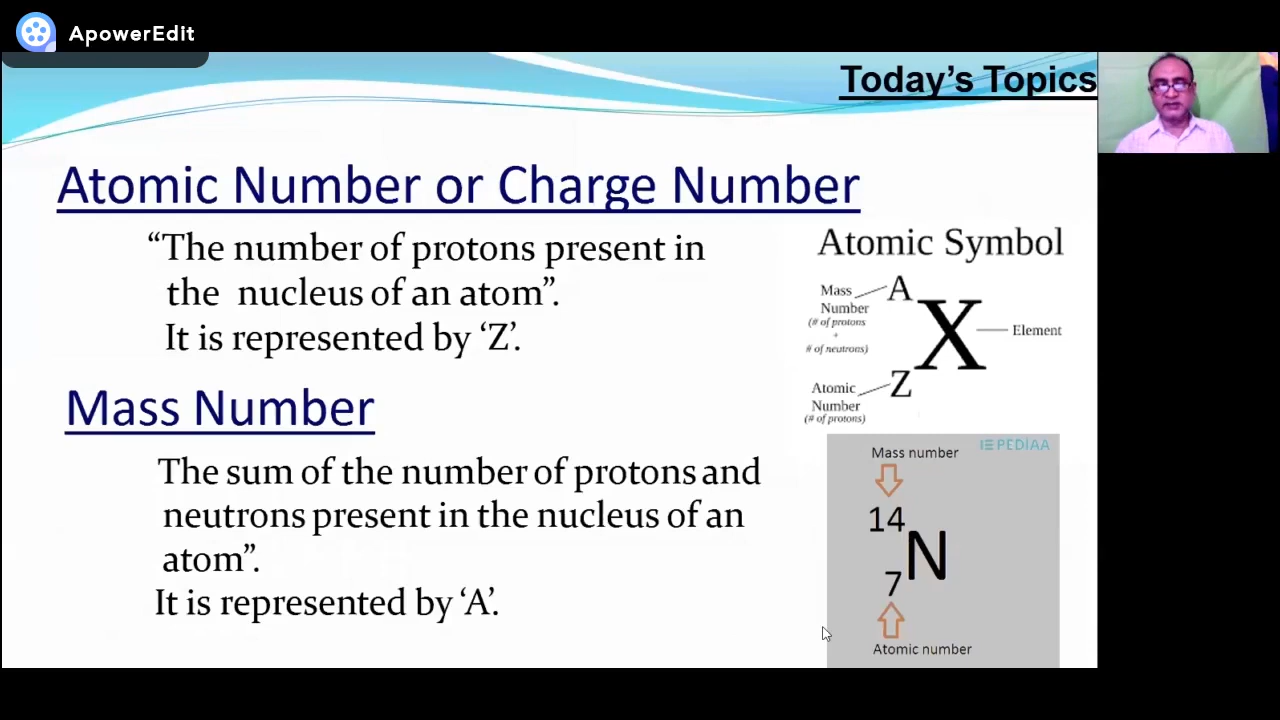 ApowerEdit
Today's Topics
Atomic Number or Charge Number
“The number of protons present in
the nucleus of an atom”.
It is represented by ‘Z’.
Mass Number
The sum of the number of protons and
neutrons present in the nucleus of an
atom”.
It is represented by ‘A’.
Atomic Symbol
Mass
Number
(# of protons
+
# of neutrons)
A
X
Element
Z
Atomic
Number
(# of protons)
PEDIAA
Mass number
14
N
7
Atomic number